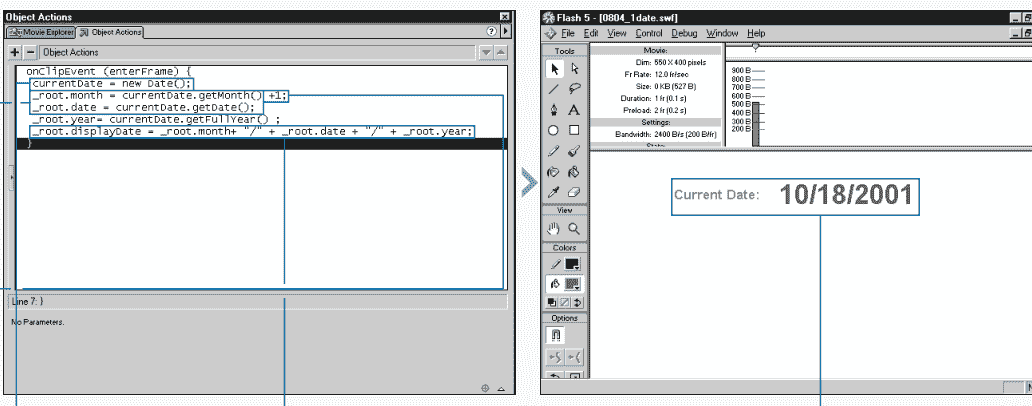 Object Actions
Movie Explorer Object Actions
Object Actions
onClipEvent (enterFrame) {
currentDate = new Date();
_root.month = currentDate.getMonth() +1;
_root.date = currentDate.getDate();
_root.year= currentDate.getFullYear() ;
_root.displayDate = _root.month+ "/" + _root.date + "/" + _root.year;
}
Line 7: }
No Parameters.
Flash 5 - [0804_1date.swf]
File Edit View Control Debug Window Help
Tools
View
Colors
Options
Movie:
Dim: 550 X 400 pixels
Fr Rate: 12.0 fr/sec
Size: 0 KB (527 B)
Duration: 1 fr (0.1 s)
Preload: 2 fr (0.2 s)
Settings:
Bandwidth: 2400 B/s (200 B/fr)
State:
900 B
800 B
700 B
600 B
500 B
400 B
300 B
200 B
Current Date: 10/18/2001